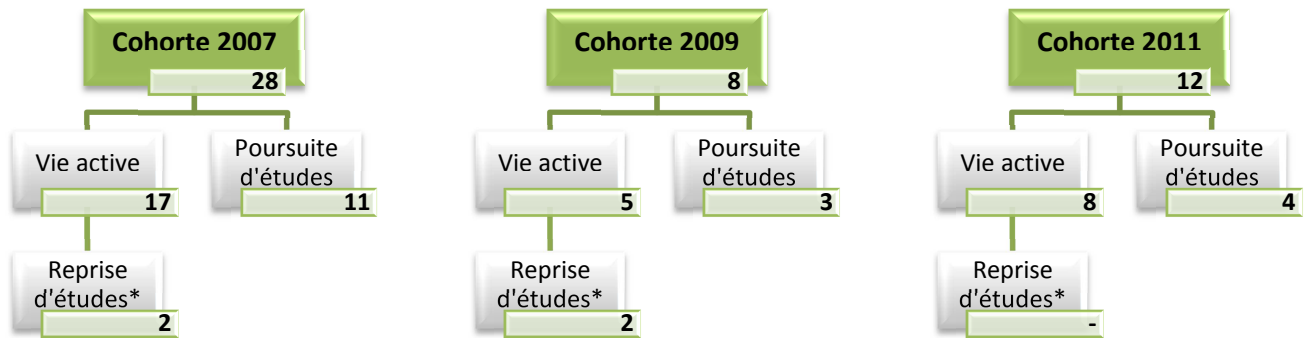 Cohorte 2007
28
Vie active
17
Poursuite
d'études
11
Reprise
d'études*
2
Cohorte 2009
8
Vie active
5
Poursuite
d'études
3
Reprise
d'études*
2
Cohorte 2011
12
Vie active
8
Poursuite
d'études
4
Reprise
d'études*
-